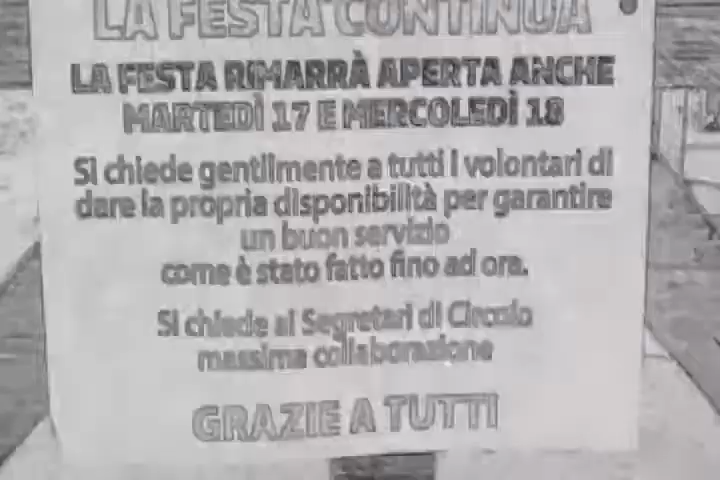 LA FESTA CONTINUA
LA FESTA RIMARRÀ APERTA ANCHE
MARTEDÌ 17 E MERCOLEDÌ 18
Si chiede gentilmente a tutti i volontari di
dare la propria disponibilità per garantire
un buon servizio
come è stato fatto fino ad ora.
Si chiede ai Segretari di Circolo
massima collaborazione
GRAZIE A TUTTI